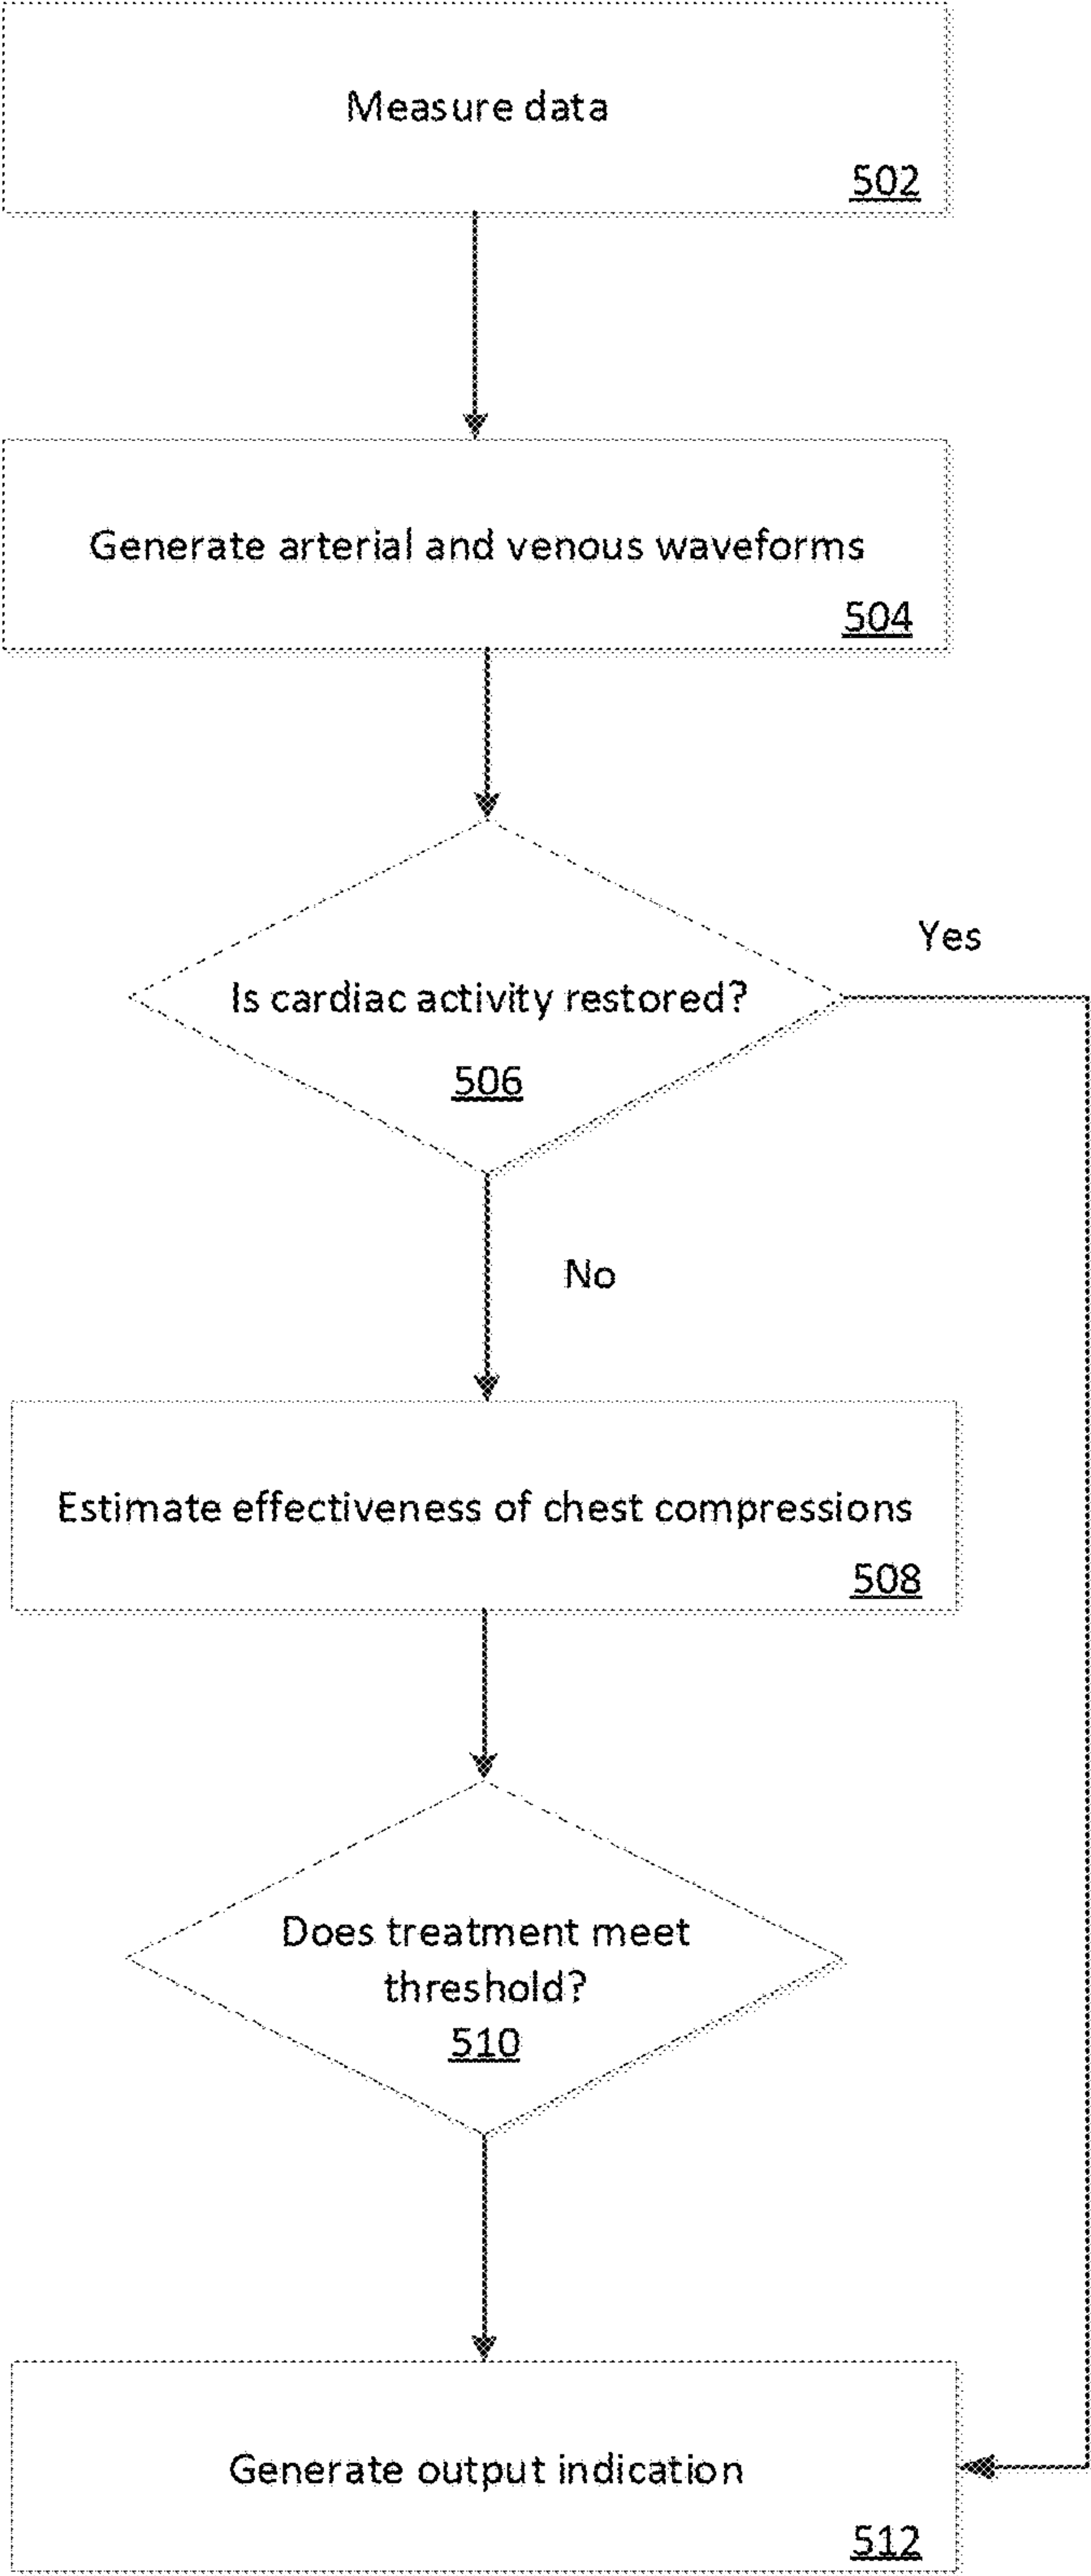 Measure data
502
Generate arterial and venous waveforms
504
Yes
Is cardiac activity restored?
506
No
Estimate effectiveness of chest compressions
508
Does treatment meet
threshold?
510
Generate output indication
512